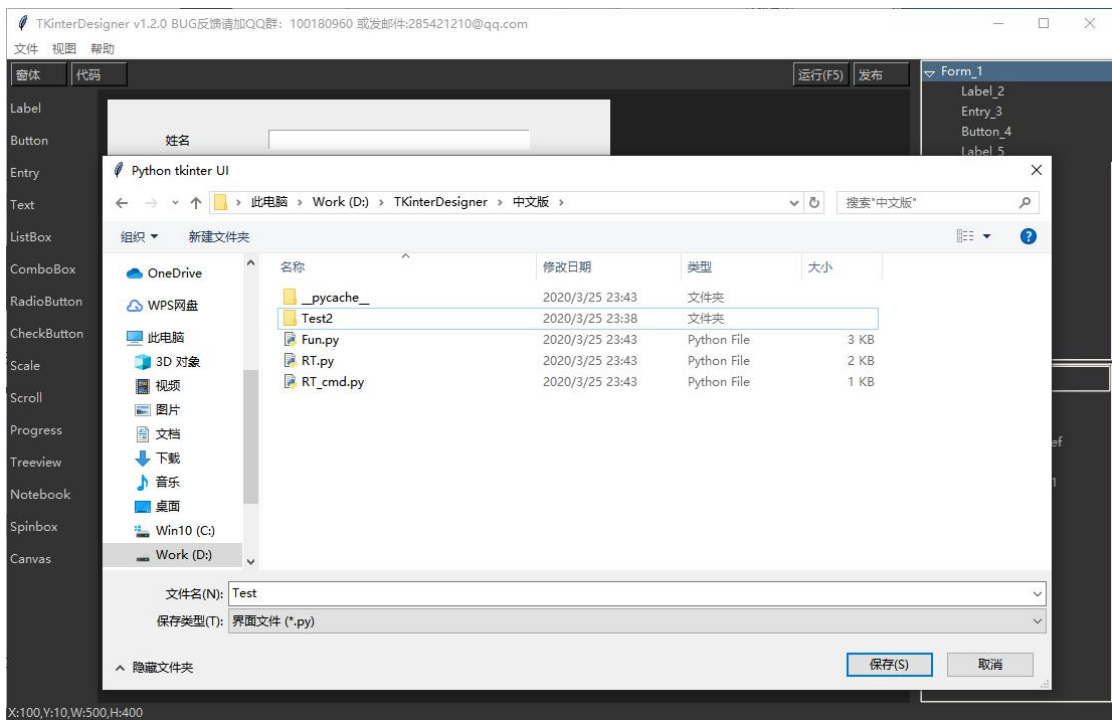 TKinterDesigner v1.2.0 BUG反馈请加QQ群：100180960 或发邮件:285421210@qq.com
文件 视图 帮助
窗体 代码 运行(F5) 发布
Form_1
Label_2
Entry_3
Button_4
Label_5
Label
Button
Entry
Text
ListBox
ComboBox
RadioButton
CheckButton
Scale
Scroll
Progress
Treeview
Notebook
Spinbox
Canvas
姓名
Python tkinter UI
此电脑 › Work (D:) › TKinterDesigner › 中文版 ›
搜索"中文版"
组织 新建文件夹
OneDrive
WPS网盘
此电脑
3D 对象
视频
图片
文档
下载
音乐
桌面
Win10 (C:)
Work (D:)
名称 修改日期 类型 大小
__pycache__ 2020/3/25 23:43 文件夹
Test2 2020/3/25 23:38 文件夹
Fun.py 2020/3/25 23:43 Python File 3 KB
RT.py 2020/3/25 23:43 Python File 2 KB
RT_cmd.py 2020/3/25 23:43 Python File 1 KB
ef
1
文件名(N): Test
保存类型(T): 界面文件 (*.py)
隐藏文件夹 保存(S) 取消
X:100,Y:10,W:500,H:400